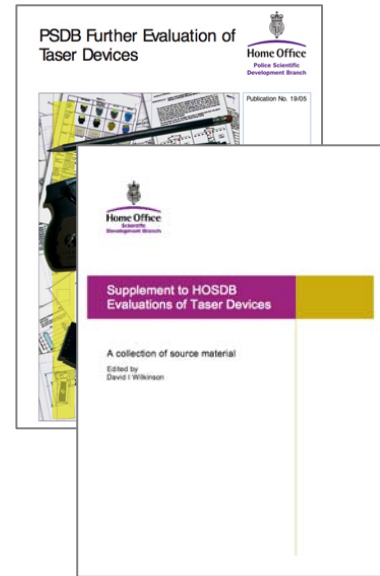 PSDB Further Evaluation of
Taser Devices
Home Office
Police Scientific
Development Branch
Publication No. 19/05
Home Office
Scientific
Development Branch
Supplement to HOSDB
Evaluations of Taser Devices
A collection of source material
Edited by
David I Wilkinson